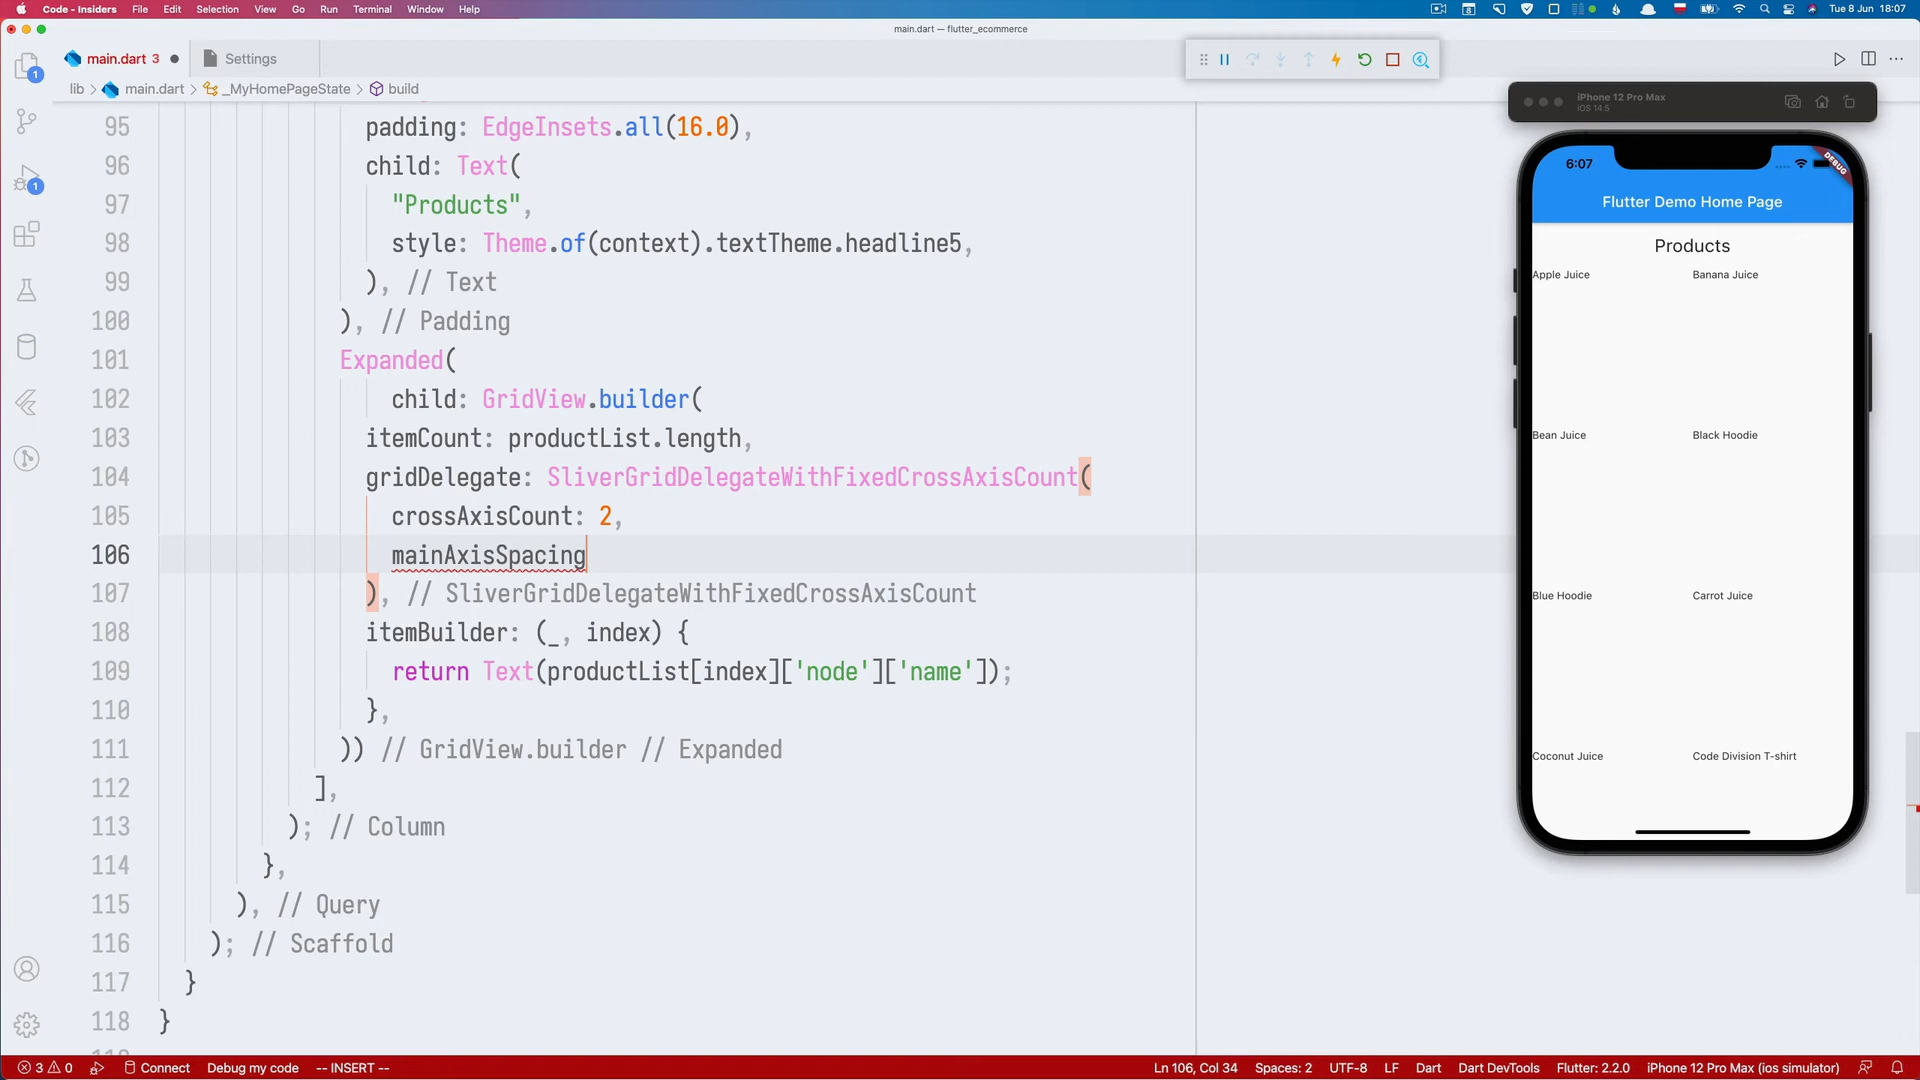 Code - Insiders File Edit Selection View Go Run Terminal Window Help
8
Tue 8 Jun 18:07
main.dart — flutter_ecommerce
main.dart 3
Settings
lib > main.dart > _MyHomePageState > build
1
1
95 padding: EdgeInsets.all(16.0),
96 child: Text(
97 "Products",
98 style: Theme.of(context).textTheme.headline5,
99 ), // Text
100 ), // Padding
101 Expanded(
102 child: GridView.builder(
103 itemCount: productList.length,
104 gridDelegate: SliverGridDelegateWithFixedCrossAxisCount(
105 crossAxisCount: 2,
106 mainAxisSpacing
107 ), // SliverGridDelegateWithFixedCrossAxisCount
108 itemBuilder: (_, index) {
109 return Text(productList[index]['node']['name']);
110 },
111 )) // GridView.builder // Expanded
112 ],
113 ); // Column
114 },
115 ), // Query
116 ); // Scaffold
117 }
118 }
iPhone 12 Pro Max
iOS 14.5
6:07
DEBUG
Flutter Demo Home Page
Products
Apple Juice Banana Juice
Bean Juice Black Hoodie
Blue Hoodie Carrot Juice
Coconut Juice Code Division T-shirt
3 0 Connect Debug my code -- INSERT -- Ln 106, Col 34 Spaces: 2 UTF-8 LF Dart Dart DevTools Flutter: 2.2.0 iPhone 12 Pro Max (ios simulator)